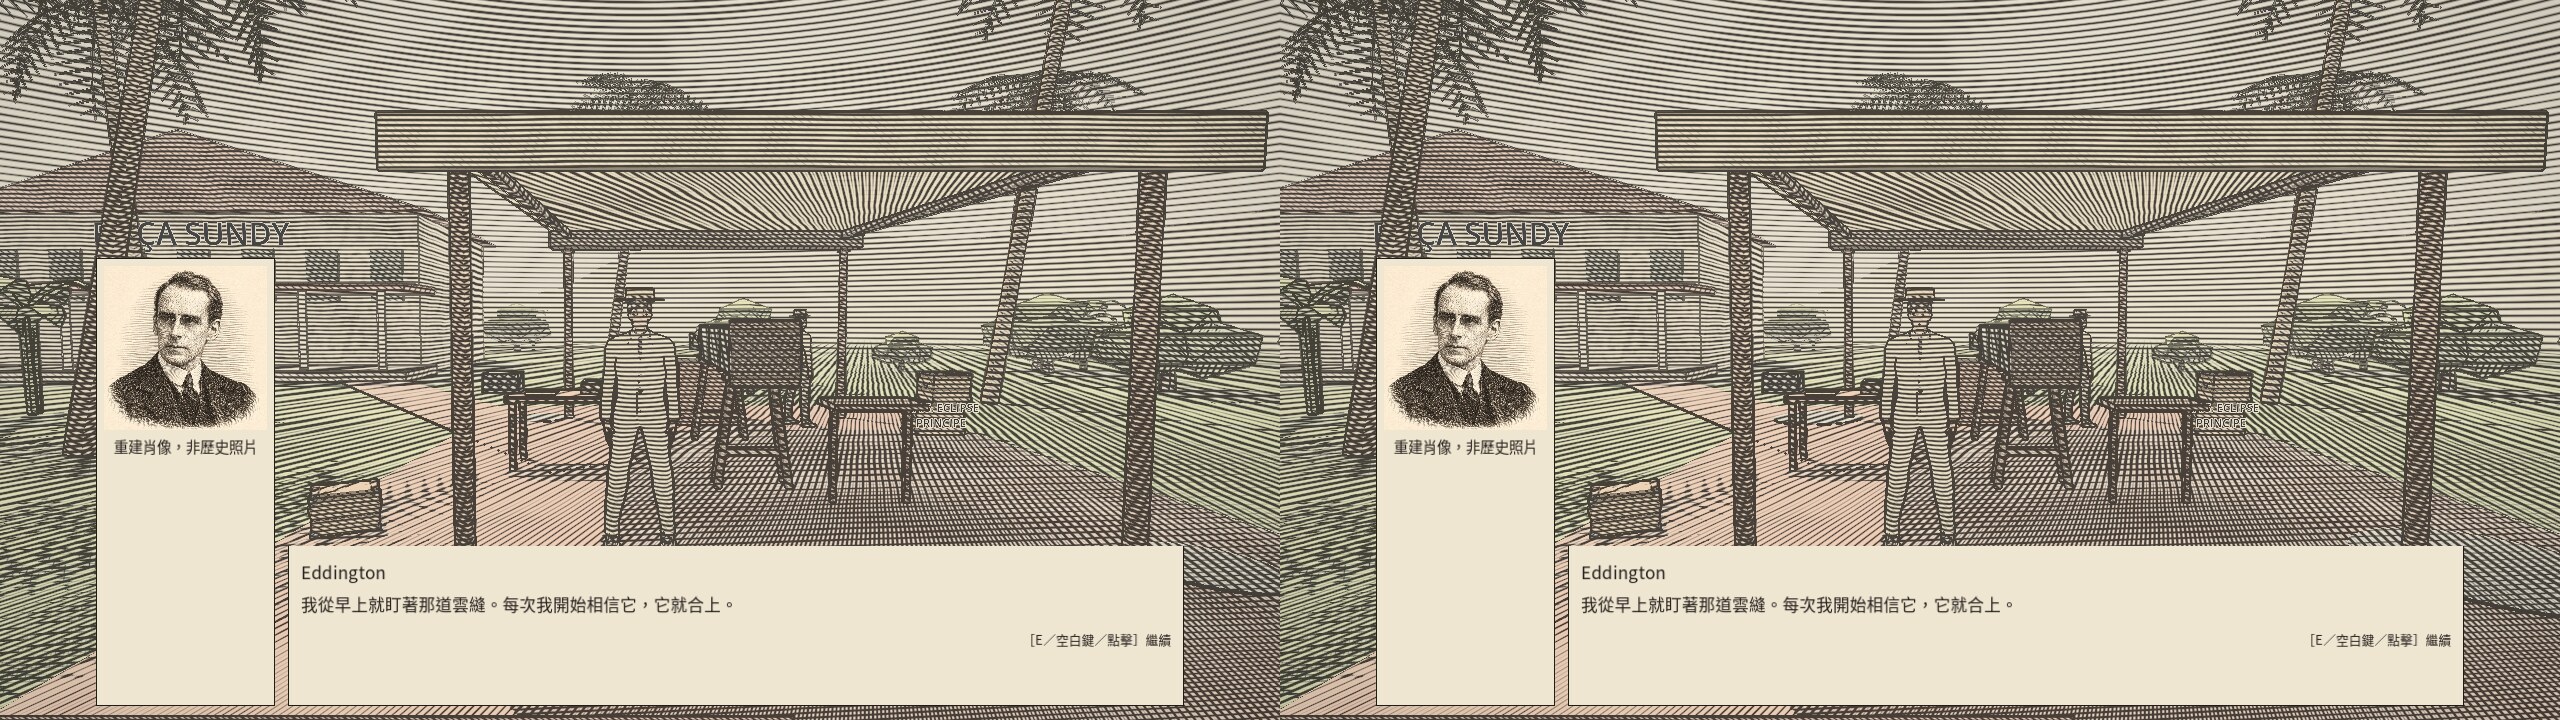 ÇA SUNDY
重建肖像，非歷史照片
ECLIPSE
PRINCIPE
Eddington
我從早上就盯著那道雲縫。每次我開始相信它，它就合上。
［E／空白鍵／點擊］繼續
ÇA SUNDY
重建肖像，非歷史照片
ECLIPSE
PRINCIPE
Eddington
我從早上就盯著那道雲縫。每次我開始相信它，它就合上。
［E／空白鍵／點擊］繼續